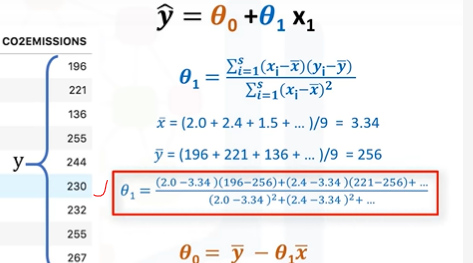 ŷ = θ₀ +θ₁ x₁
CO2EMISSIONS
196
221
136
255
y 244
230
232
255
267
θ₁ = ∑ˢᵢ₌₁(xᵢ−x̄)(yᵢ−ȳ) / ∑ˢᵢ₌₁(xᵢ−x̄)²
x̄ = (2.0 + 2.4 + 1.5 + ... )/9 = 3.34
ȳ = (196 + 221 + 136 + ... )/9 = 256
θ₁ = (2.0 −3.34 )(196−256)+(2.4 −3.34 )(221−256)+ ... / (2.0 −3.34 )²+(2.4 −3.34 )²+ ...
θ₀ = ȳ − θ₁x̄